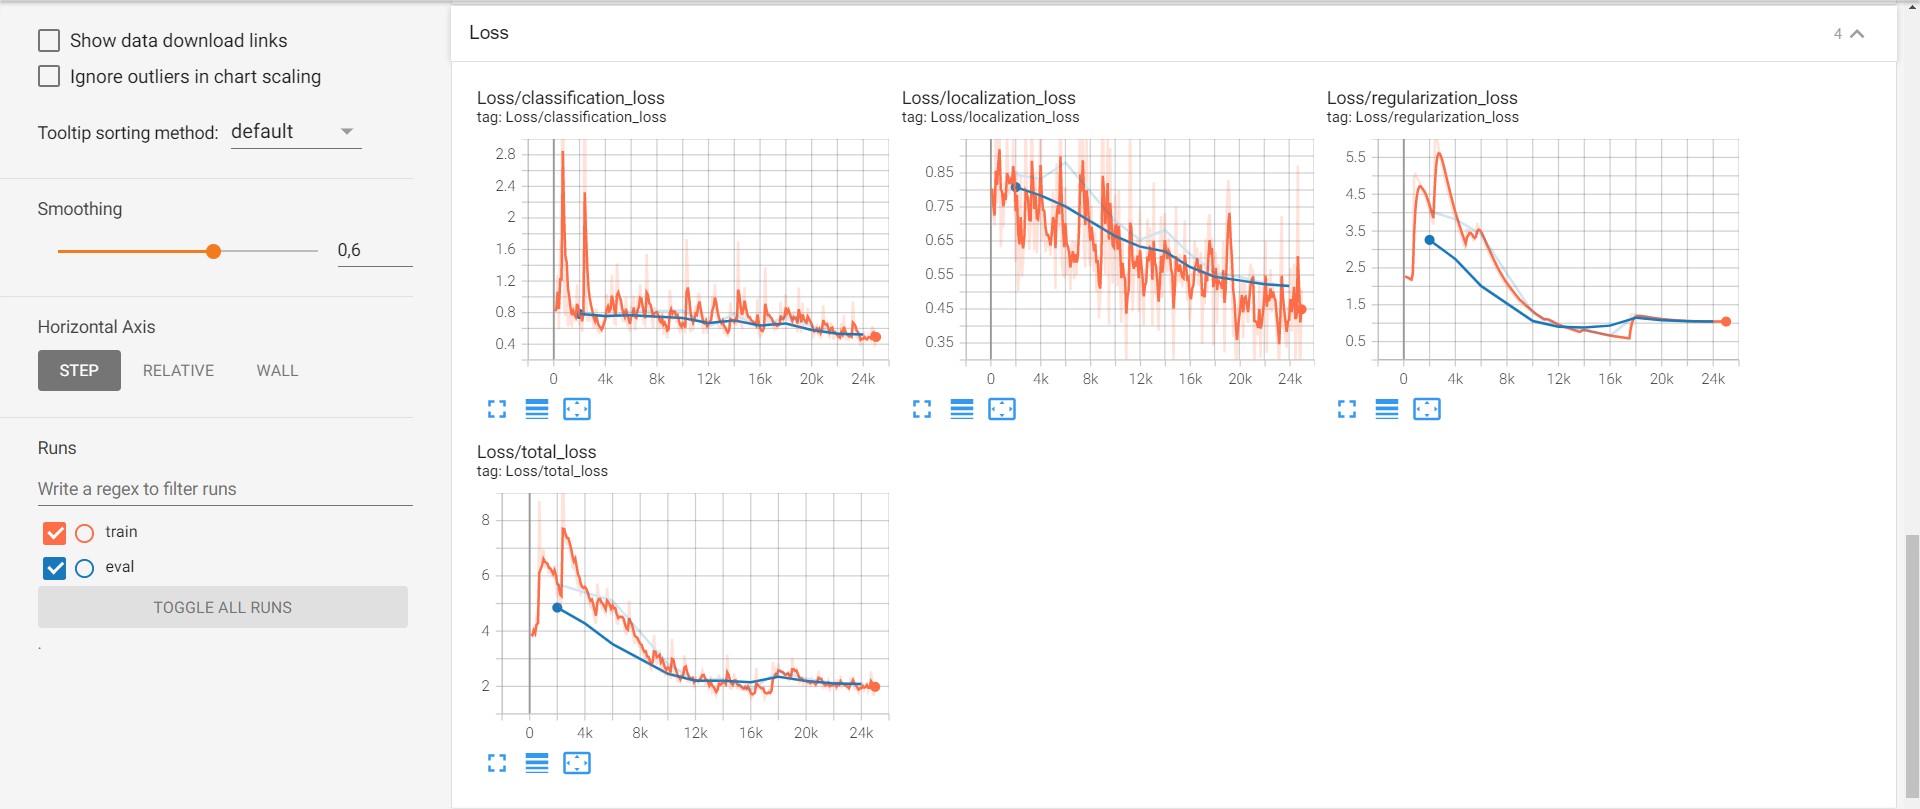 Show data download links
Ignore outliers in chart scaling
Tooltip sorting method: default
Smoothing
0,6
Horizontal Axis
STEP RELATIVE WALL
Runs
Write a regex to filter runs
train
eval
TOGGLE ALL RUNS
.
Loss
4
Loss/classification_loss
tag: Loss/classification_loss
2.8
2.4
2
1.6
1.2
0.8
0.4
0 4k 8k 12k 16k 20k 24k
Loss/localization_loss
tag: Loss/localization_loss
0.85
0.75
0.65
0.55
0.45
0.35
0 4k 8k 12k 16k 20k 24k
Loss/regularization_loss
tag: Loss/regularization_loss
5.5
4.5
3.5
2.5
1.5
0.5
0 4k 8k 12k 16k 20k 24k
Loss/total_loss
tag: Loss/total_loss
8
6
4
2
0 4k 8k 12k 16k 20k 24k